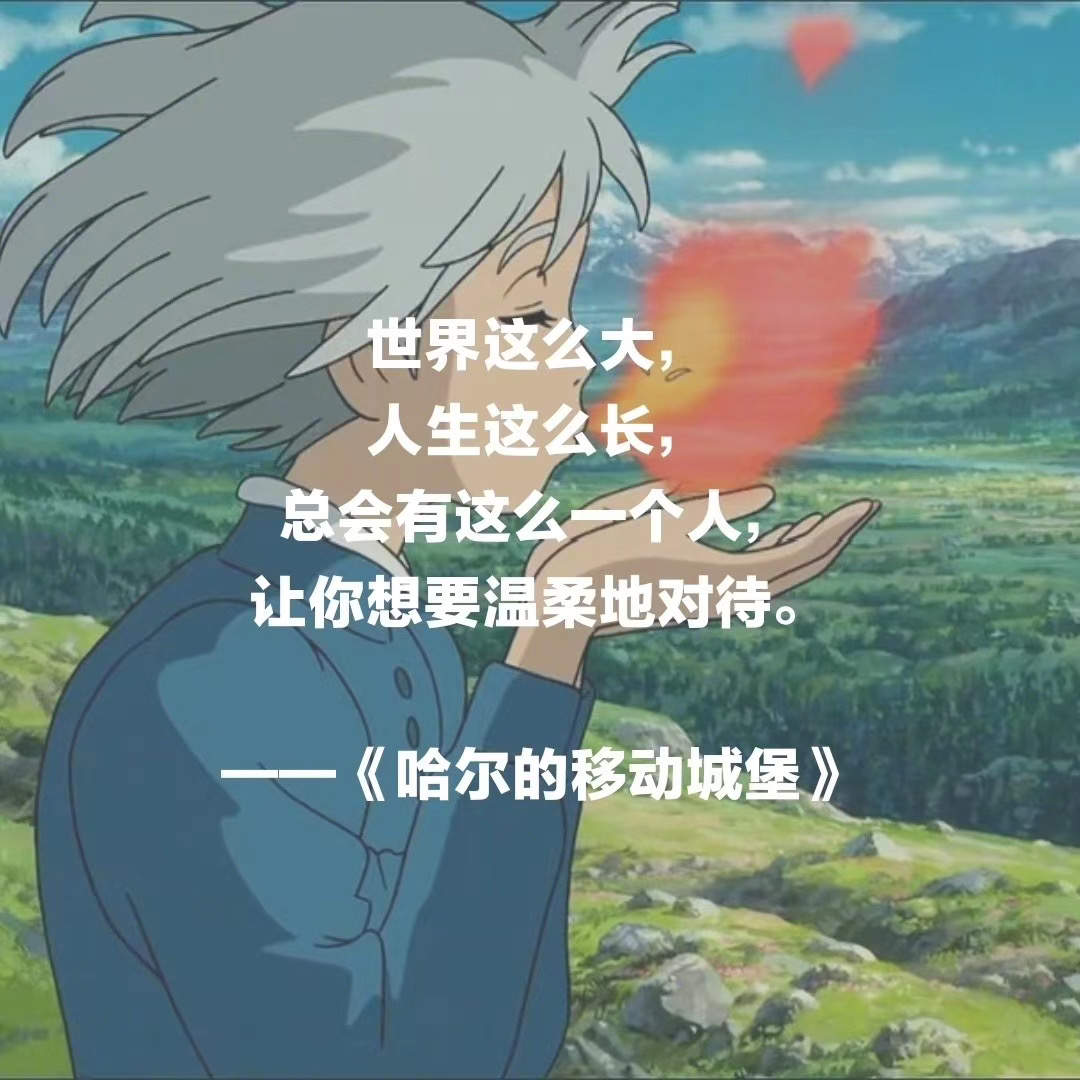 世界这么大，
人生这么长，
总会有这么一个人，
让你想要温柔地对待。
——《哈尔的移动城堡》